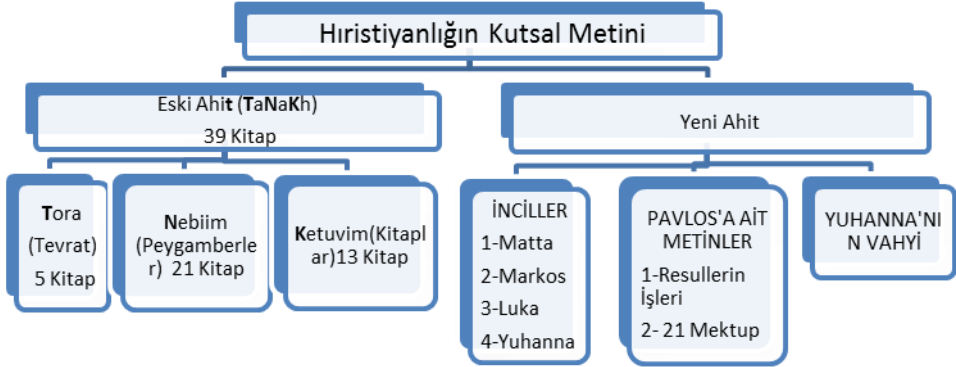 Hıristiyanlığın Kutsal Metini
Eski Ahit (TaNaKh)
39 Kitap
Yeni Ahit
Tora
(Tevrat)
5 Kitap
Nebiim
(Peygamberle
r) 21 Kitap
Ketuvim(Kitapl
ar)13 Kitap
İNCİLLER
1-Matta
2-Markos
3-Luka
4-Yuhanna
PAVLOS'A AİT
METİNLER
1-Resullerin
İşleri
2- 21 Mektup
YUHANNA'NI
N VAHYİ